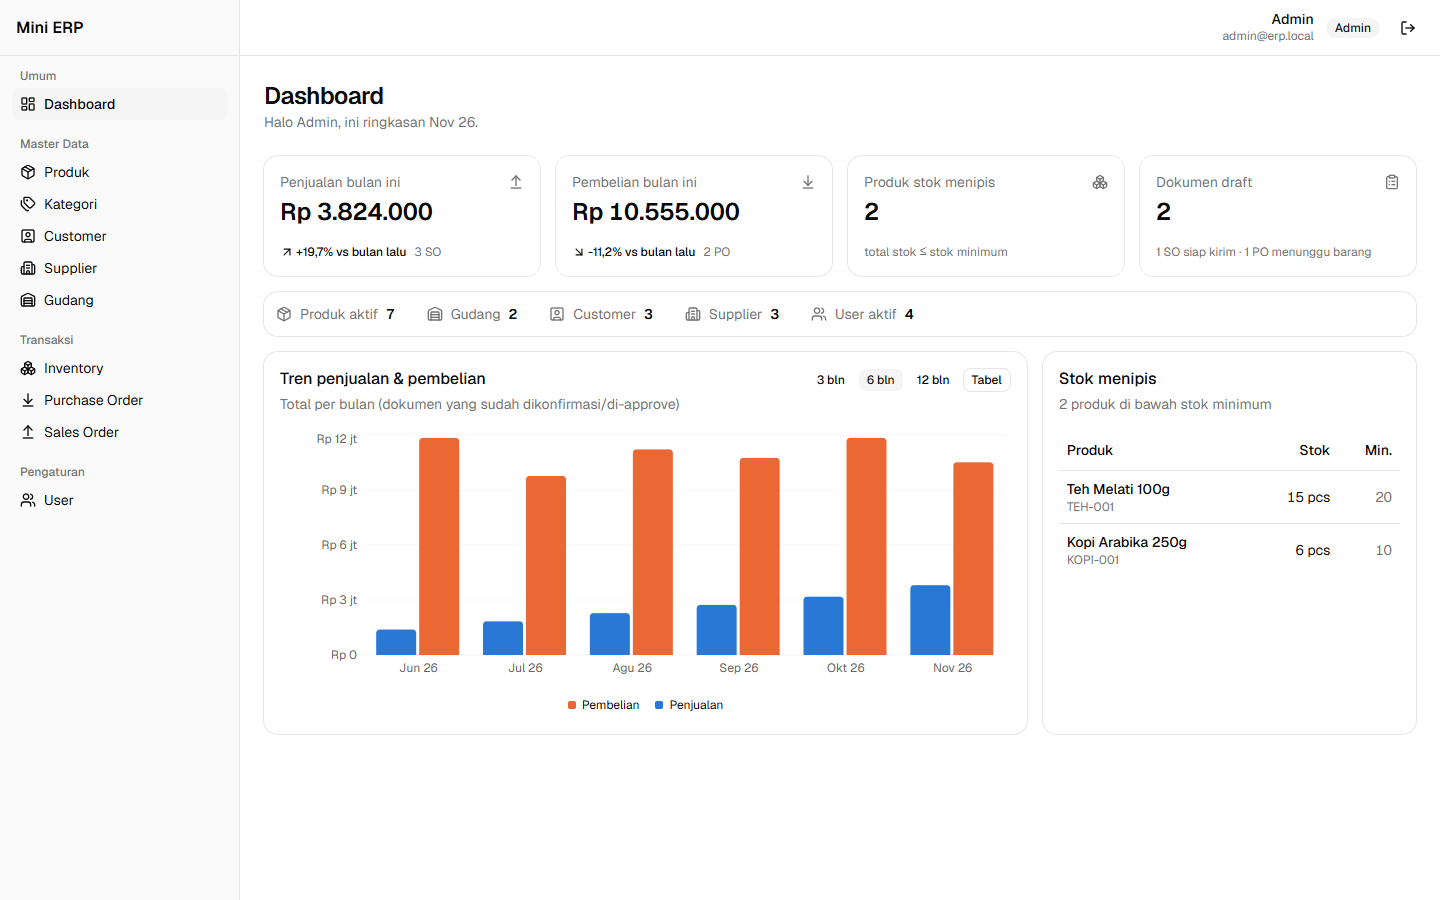 Mini ERP
Admin
admin@erp.local
Admin
Umum
Dashboard
Master Data
Produk
Kategori
Customer
Supplier
Gudang
Transaksi
Inventory
Purchase Order
Sales Order
Pengaturan
User
Dashboard
Halo Admin, ini ringkasan Nov 26.
Penjualan bulan ini
Rp 3.824.000
+19,7% vs bulan lalu 3 SO
Pembelian bulan ini
Rp 10.555.000
-11,2% vs bulan lalu 2 PO
Produk stok menipis
2
total stok ≤ stok minimum
Dokumen draft
2
1 SO siap kirim · 1 PO menunggu barang
Produk aktif 7 Gudang 2 Customer 3 Supplier 3 User aktif 4
Tren penjualan & pembelian
3 bln 6 bln 12 bln Tabel
Total per bulan (dokumen yang sudah dikonfirmasi/di-approve)
Rp 12 jt
Rp 9 jt
Rp 6 jt
Rp 3 jt
Rp 0
Jun 26 Jul 26 Agu 26 Sep 26 Okt 26 Nov 26
Pembelian Penjualan
Stok menipis
2 produk di bawah stok minimum
Produk Stok Min.
Teh Melati 100g
TEH-001
15 pcs 20
Kopi Arabika 250g
KOPI-001
6 pcs 10